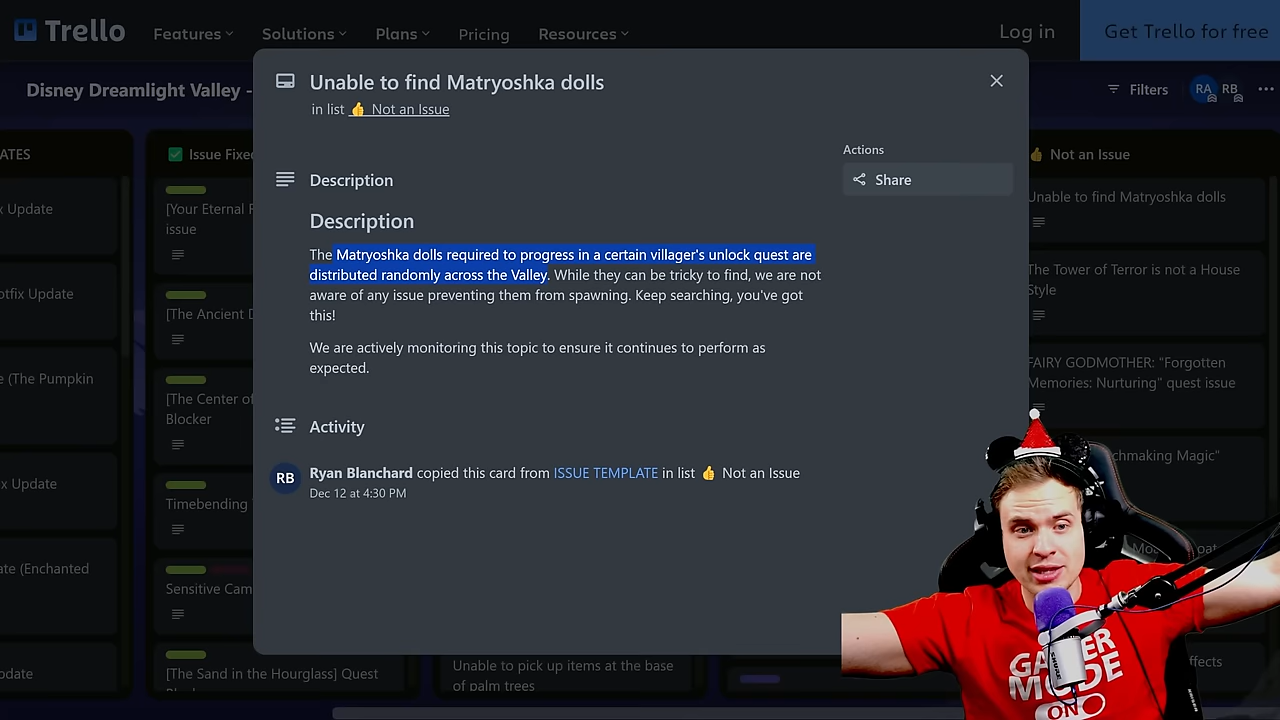 Trello
Features
Solutions
Plans
Pricing
Resources
Log in
Get Trello for free
Disney Dreamlight Valley -
Filters
RA
RB
ATES
x Update
otfix Update
e (The Pumpkin
x Update
ate (Enchanted
pdate
Issue Fixe
[Your Eternal F
issue
[The Ancient D
[The Center of
Blocker
Timebending
Sensitive Cam
[The Sand in the Hourglass] Quest
Unable to find Matryoshka dolls
in list 👍 Not an Issue
Description
Description
The Matryoshka dolls required to progress in a certain villager's unlock quest are
distributed randomly across the Valley. While they can be tricky to find, we are not
aware of any issue preventing them from spawning. Keep searching, you've got
this!
We are actively monitoring this topic to ensure it continues to perform as
expected.
Activity
RB
Ryan Blanchard copied this card from ISSUE TEMPLATE in list 👍 Not an Issue
Dec 12 at 4:30 PM
Actions
Share
Unable to pick up items at the base
of palm trees
👍 Not an Issue
Unable to find Matryoshka dolls
The Tower of Terror is not a House
Style
FAIRY GODMOTHER: "Forgotten
Memories: Nurturing" quest issue
chmaking Magic"
ffects
GAMER
MODE
ON